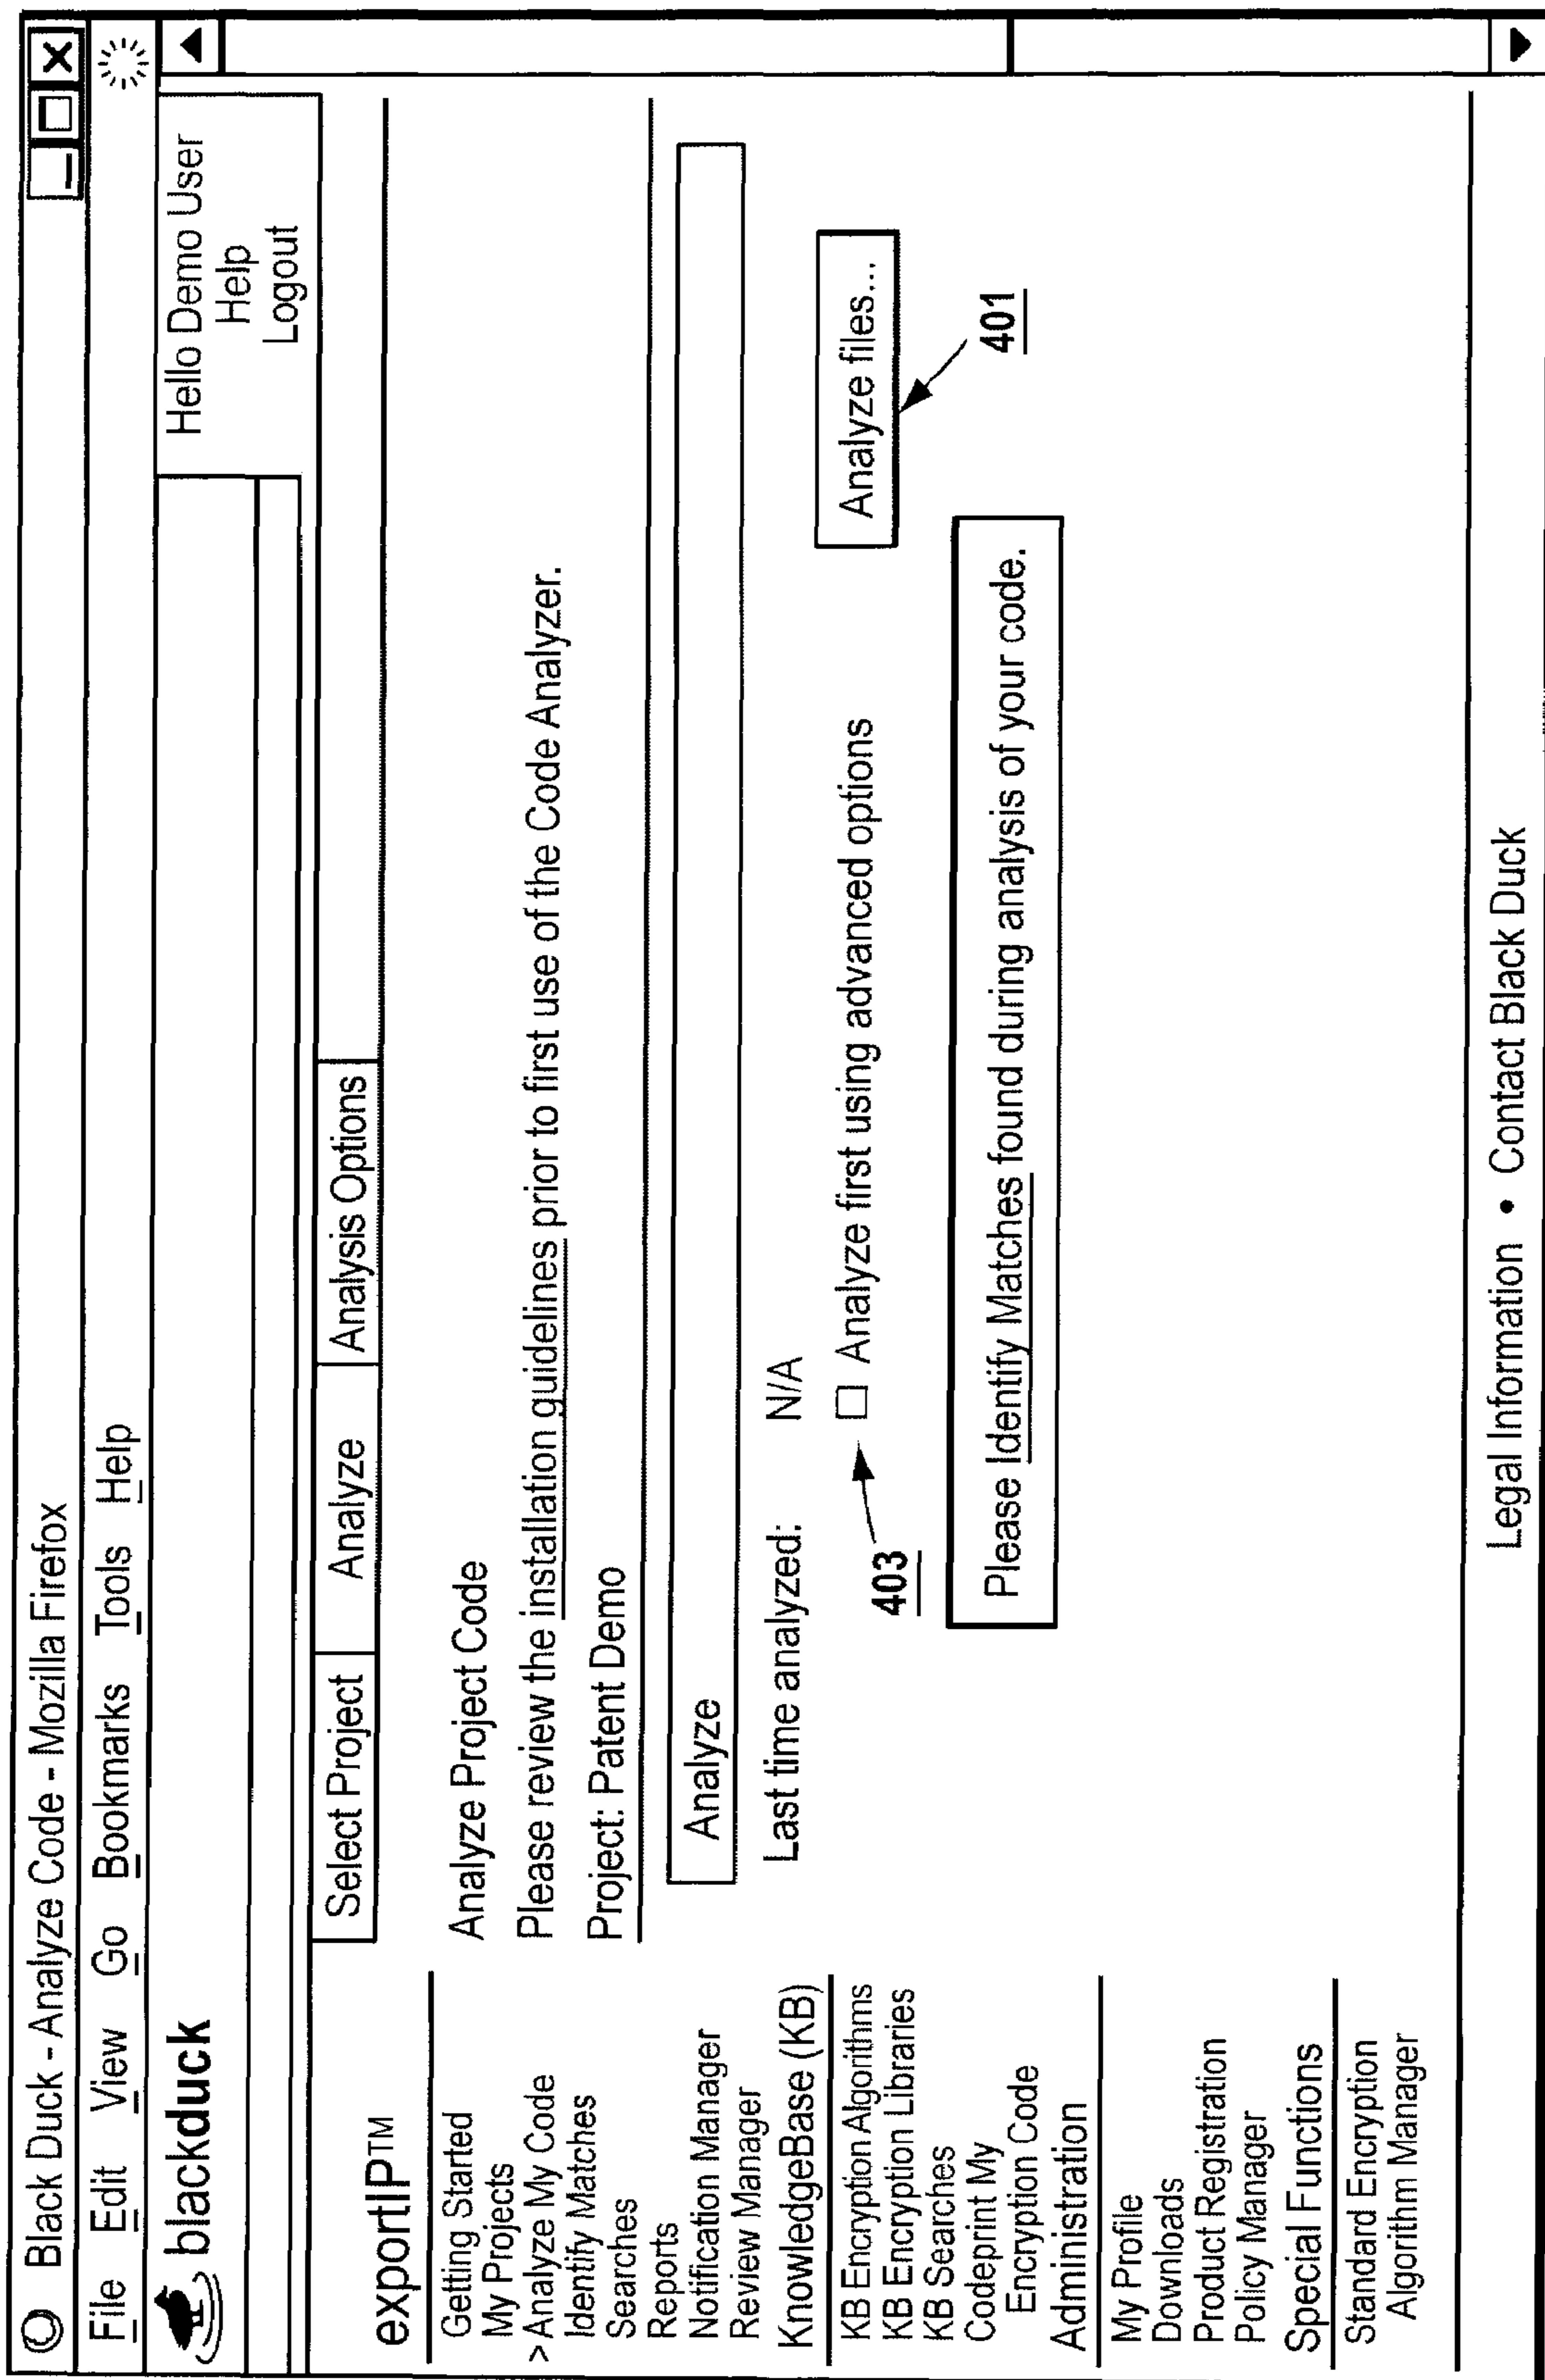 Black Duck - Analyze Code - Mozilla Firefox
File Edit View Go Bookmarks Tools Help
blackduck
Hello Demo User
Help
Logout
exportIP™
Getting Started
My Projects
>Analyze My Code
Identify Matches
Searches
Reports
Notification Manager
Review Manager
KnowledgeBase (KB)
KB Encryption Algorithms
KB Encryption Libraries
KB Searches
Codeprint My
Encryption Code
Administration
My Profile
Downloads
Product Registration
Policy Manager
Special Functions
Standard Encryption
Algorithm Manager
Select Project Analyze Analysis Options
Analyze Project Code
Please review the installation guidelines prior to first use of the Code Analyzer.
Project: Patent Demo
Analyze
Last time analyzed: N/A
403 Analyze first using advanced options Analyze files...
401
Please Identify Matches found during analysis of your code.
Legal Information • Contact Black Duck